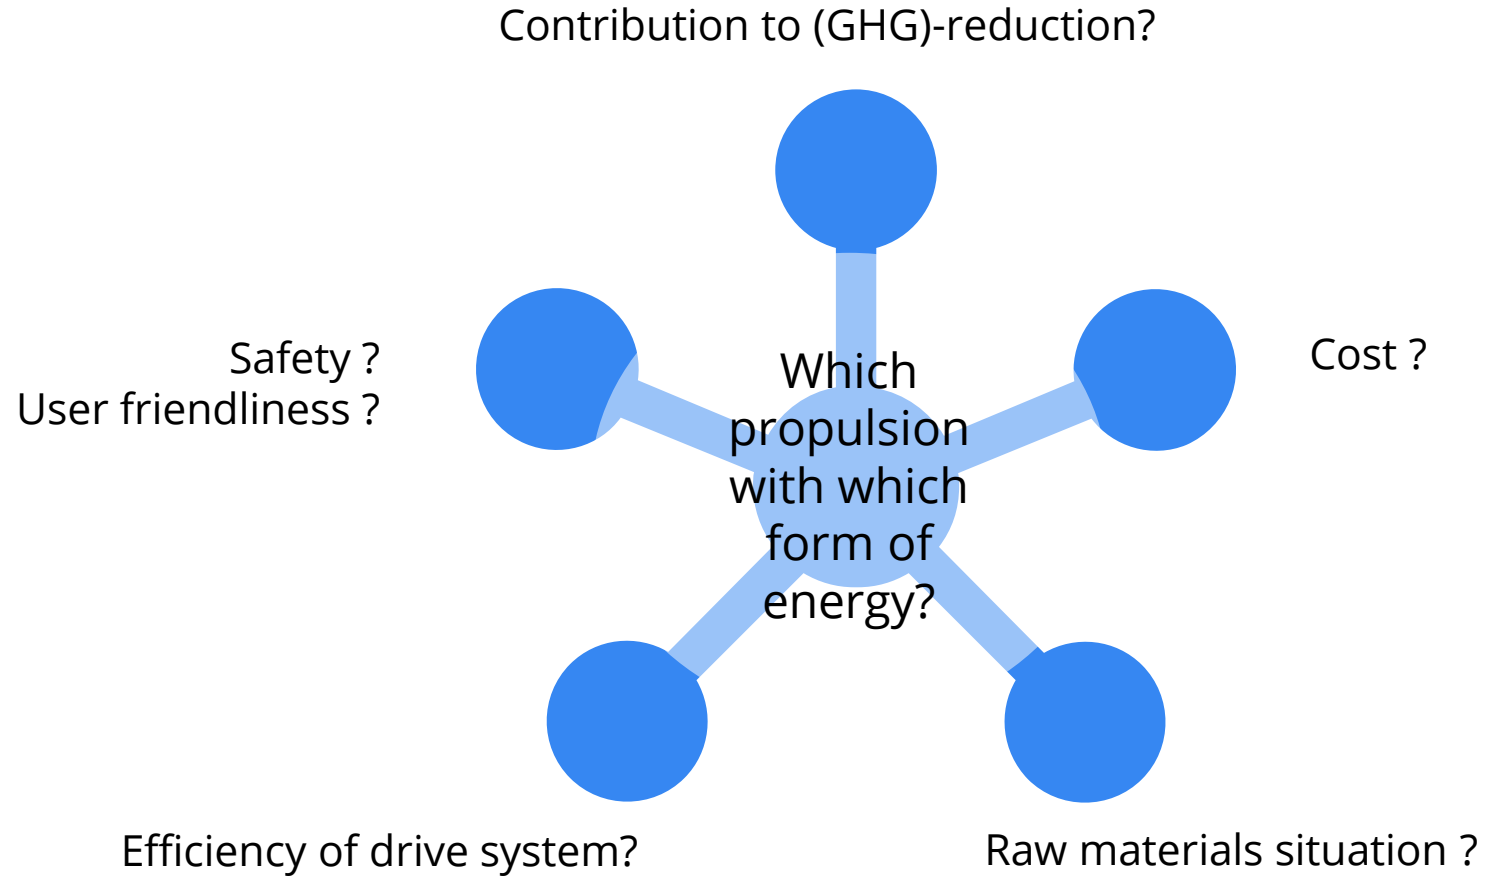 Contribution to (GHG)-reduction?
Safety ?
User friendliness ?
Cost ?
Which
propulsion
with which
form of
energy?
Efficiency of drive system?
Raw materials situation ?